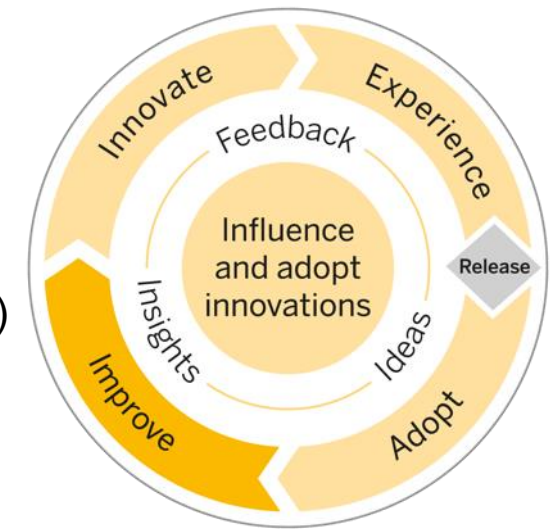 Innovate
Experience
Feedback
Influence
and adopt
innovations
Release
)
Insights
Ideas
Improve
Adopt